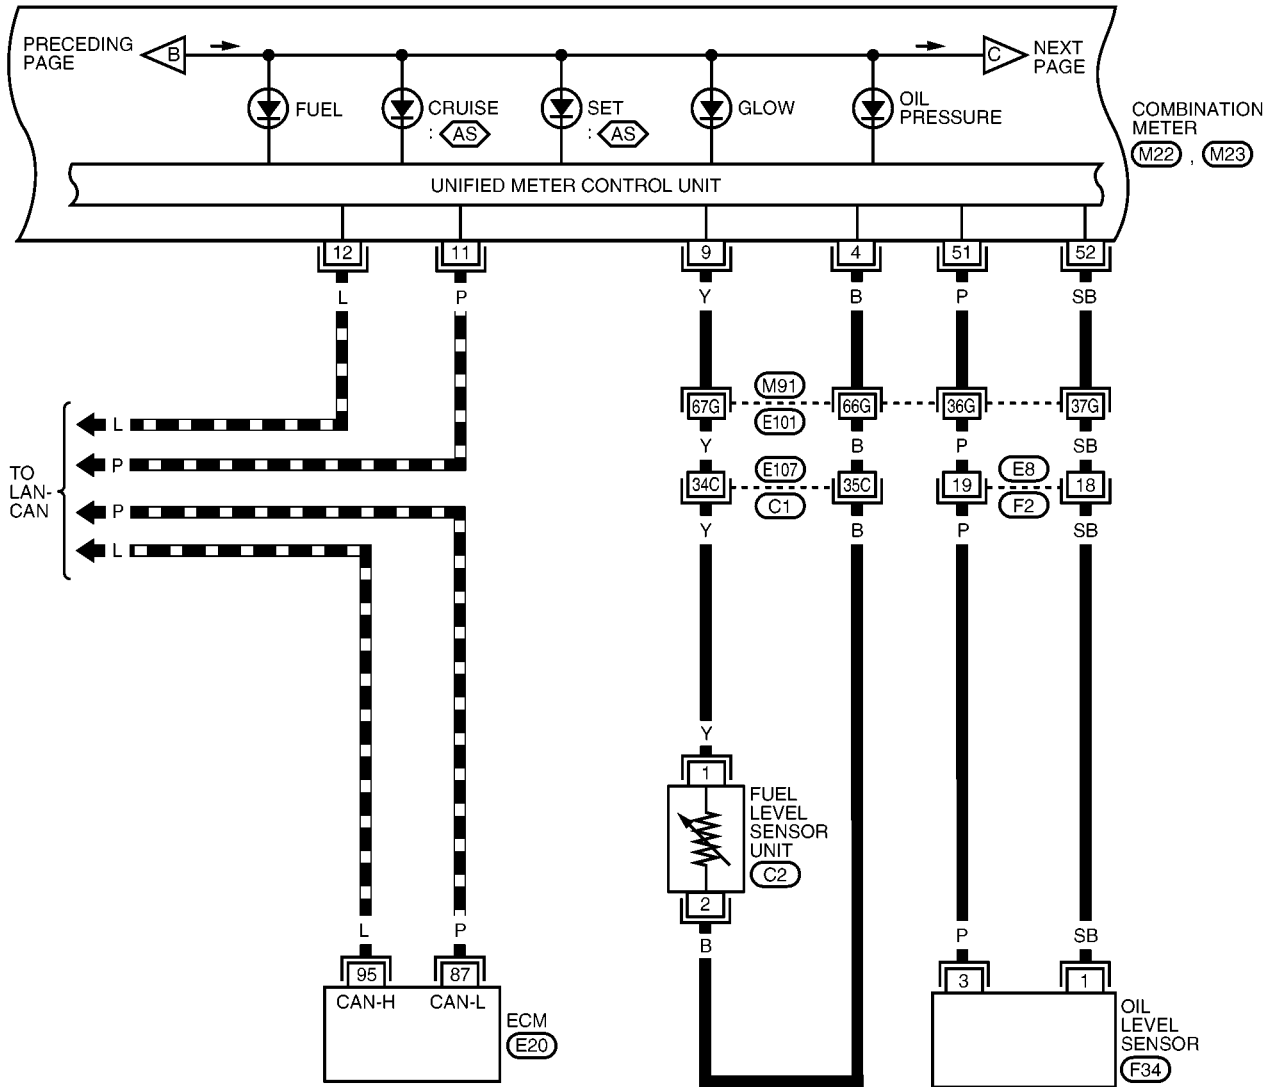 PRECEDING
PAGE
B
C
NEXT
PAGE
FUEL
CRUISE
: AS
SET
: AS
GLOW
OIL
PRESSURE
COMBINATION
METER
M22 , M23
UNIFIED METER CONTROL UNIT
12 11 9 4 51 52
L P Y B P SB
M91
67G 66G 36G 37G
E101
L
Y B P SB
P
E107 E8
34C 35C 19 18
C1 F2
TO
LAN-
CAN
P
L
Y B P SB
Y
1
FUEL
LEVEL
SENSOR
UNIT
C2
2
B
L P P SB
95 87 3 1
CAN-H CAN-L
ECM
E20
OIL
LEVEL
SENSOR
F34